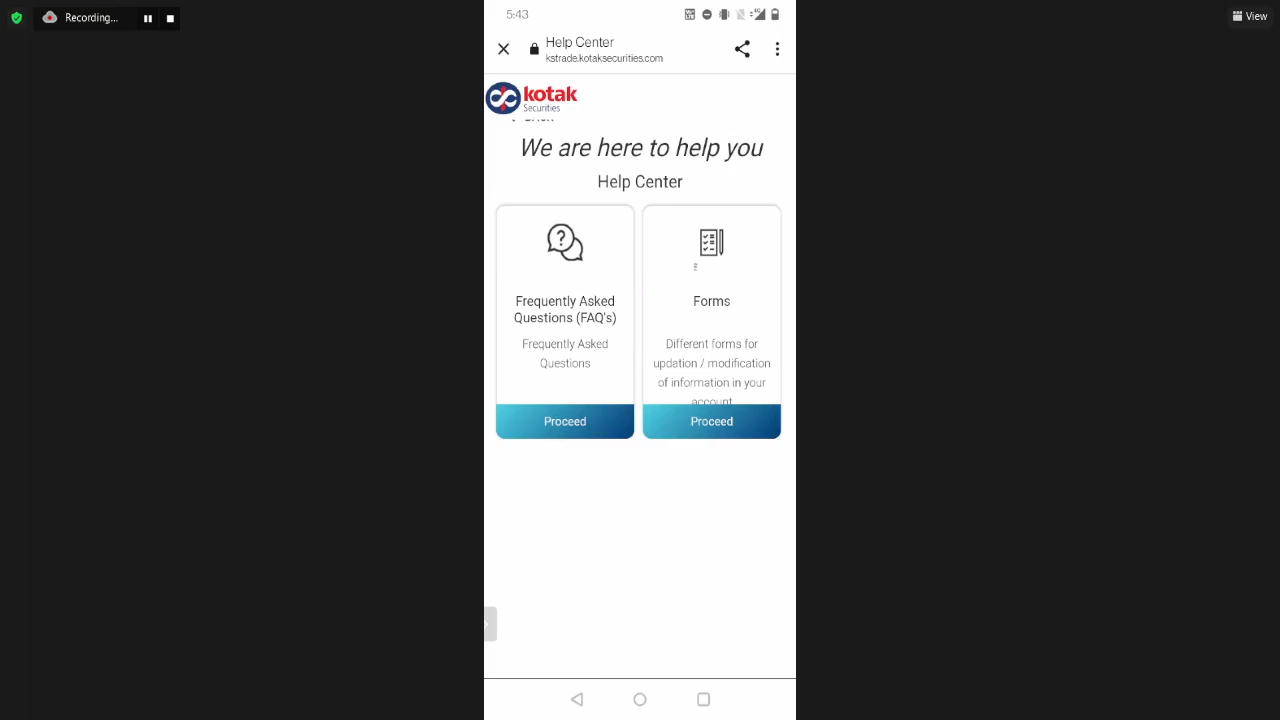 Recording...
View
5:43
Help Center
kstrade.kotaksecurities.com
kotak
Securities
BACK
We are here to help you
Help Center
Frequently Asked
Questions (FAQ's)
Frequently Asked
Questions
Proceed
Forms
Different forms for
updation / modification
of information in your
account
Proceed